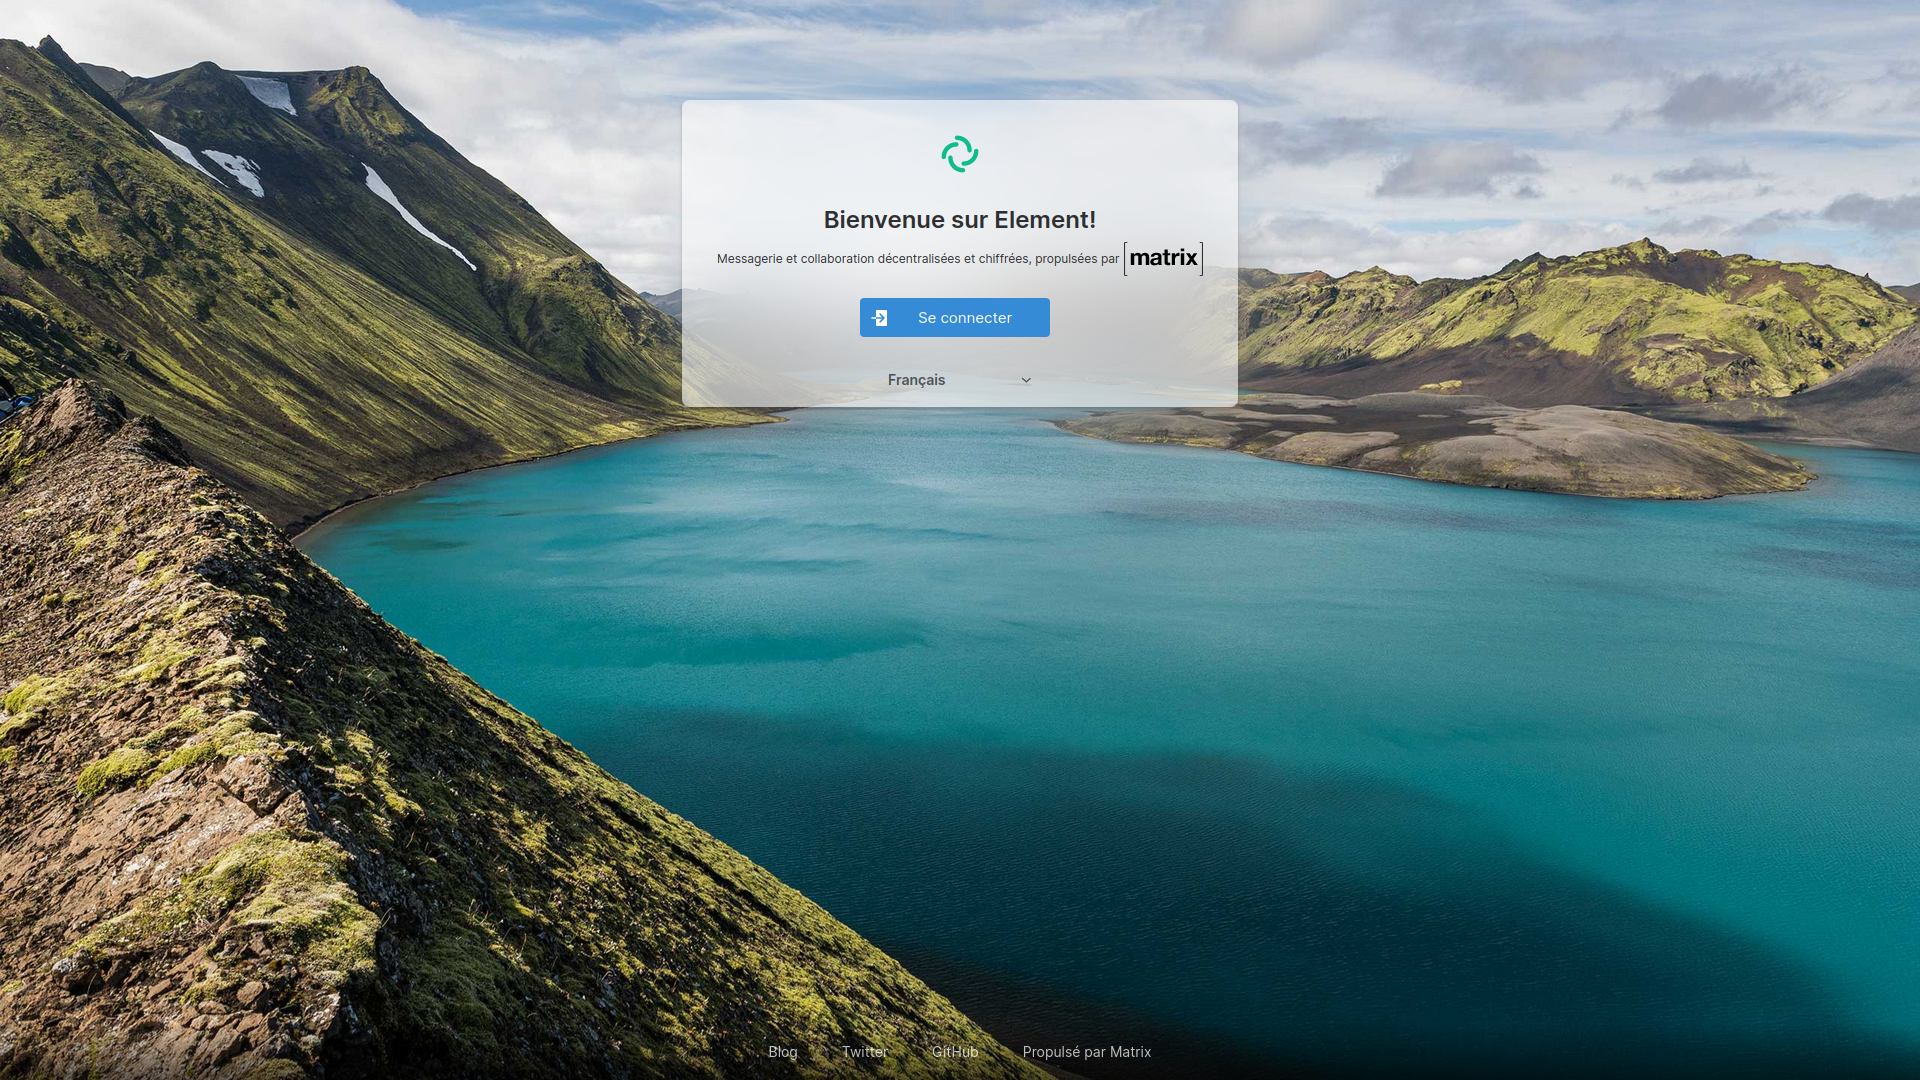 Bienvenue sur Element!
Messagerie et collaboration décentralisées et chiffrées, propulsées par [matrix]
Se connecter
Français
Blog Twitter GitHub Propulsé par Matrix